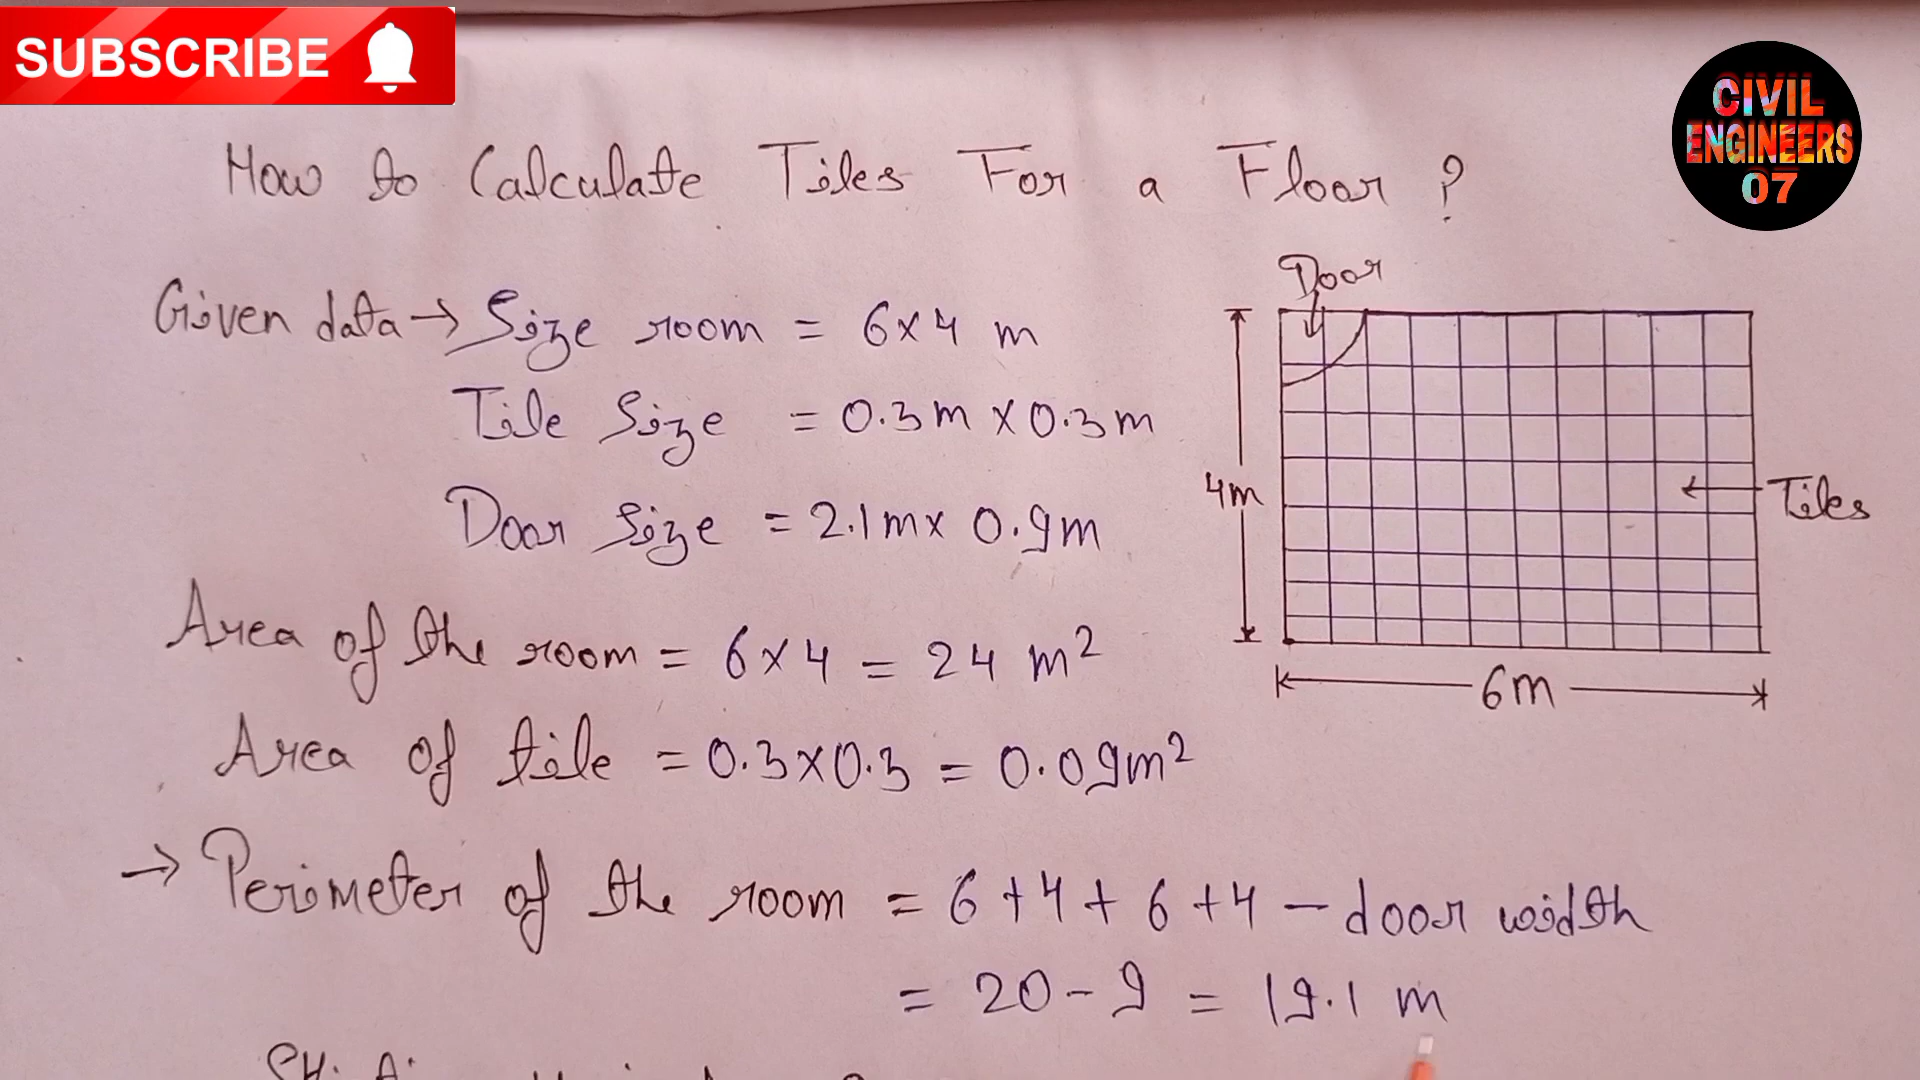 SUBSCRIBE
CIVIL
ENGINEERS
07
How to Calculate Tiles For a Floor ?
Given data → Size room = 6×4 m
Tile Size = 0.3m × 0.3m
Door Size = 2.1m× 0.9m
Door
4m
Tiles
6m
Area of the room = 6×4 = 24 m²
Area of tile = 0.3×0.3 = 0.09m²
→ Perimeter of the room = 6+4+6+4 - door width
= 20-9 = 19.1 m